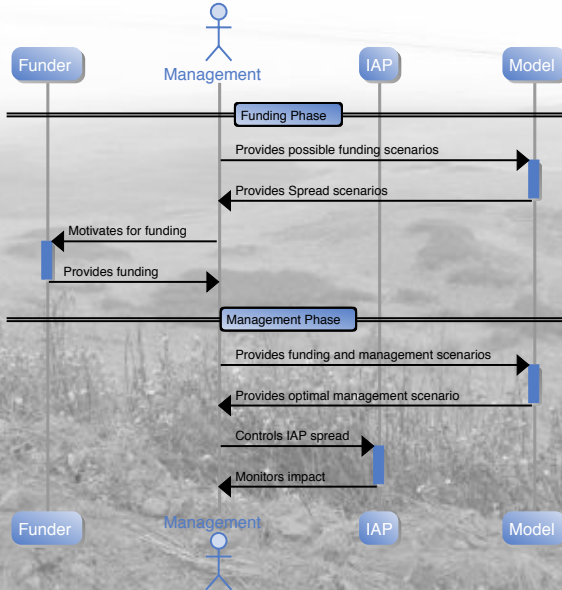 Management
Funder
IAP
Model
Funding Phase
Provides possible funding scenarios
Provides Spread scenarios
Motivates for funding
Provides funding
Management Phase
Provides funding and management scenarios
Provides optimal management scenario
Controls IAP spread
Monitors impact
Management
Funder
IAP
Model